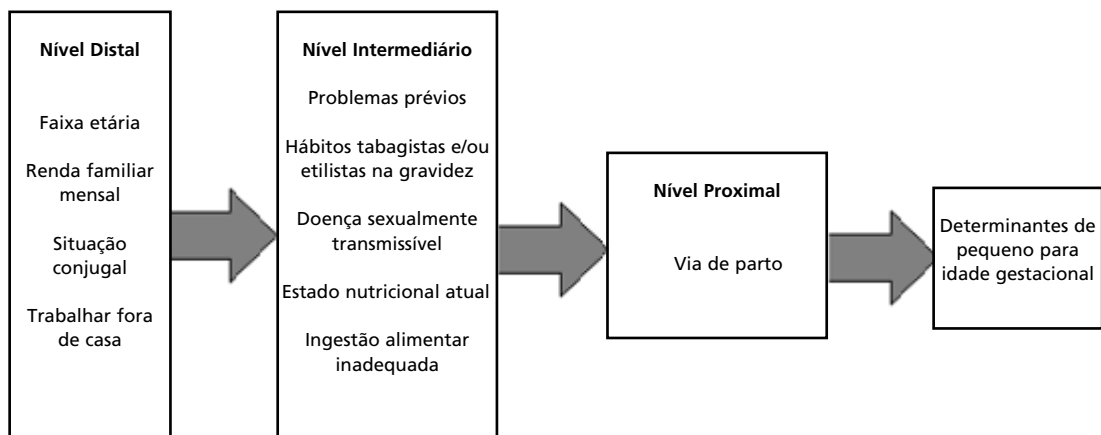 Nível Distal
Faixa etária
Renda familiar
mensal
Situação
conjugal
Trabalhar fora
de casa
Nível Intermediário
Problemas prévios
Hábitos tabagistas e/ou
etilistas na gravidez
Doença sexualmente
transmissível
Estado nutricional atual
Ingestão alimentar
inadequada
Nível Proximal
Via de parto
Determinantes de
pequeno para
idade gestacional